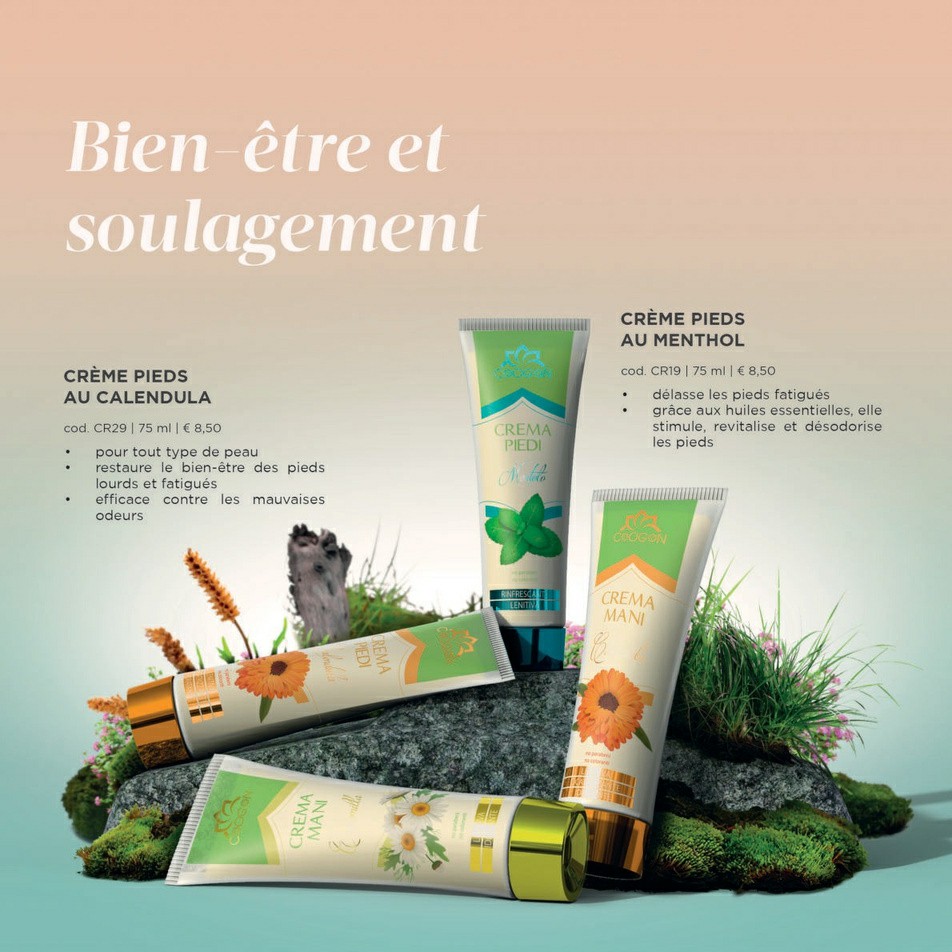 Bien-être et
soulagement
CRÈME PIEDS
AU MENTHOL
cod. CR19 | 75 ml | € 8,50
• délasse les pieds fatigués
• grâce aux huiles essentielles, elle
stimule, revitalise et désodorise
les pieds
CRÈME PIEDS
AU CALENDULA
cod. CR29 | 75 ml | € 8,50
• pour tout type de peau
• restaure le bien-être des pieds
lourds et fatigués
• efficace contre les mauvaises
odeurs
CREMA
PIEDI
RINFRESCANTE
LENITIVA
CREMA
MANI
CREMA
PIEDI
CREMA
MANI